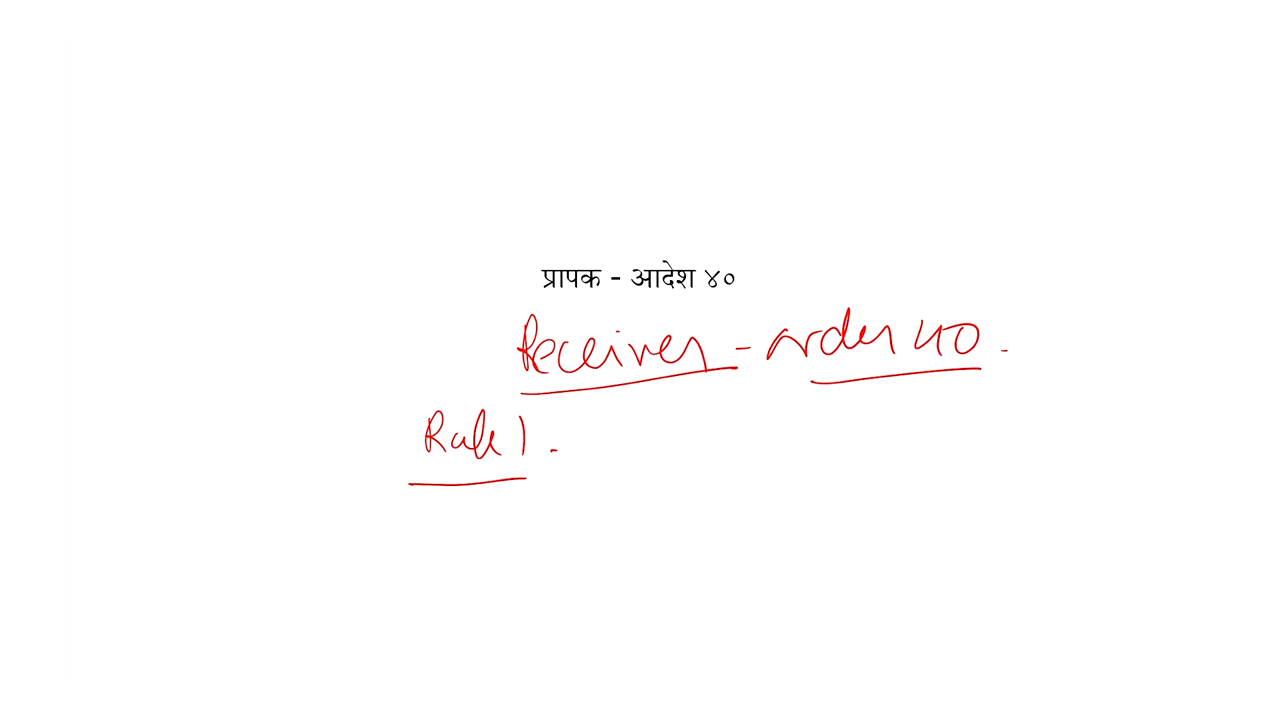 प्रापक - आदेश ४०
Receiver - order 40.
Rule 1.